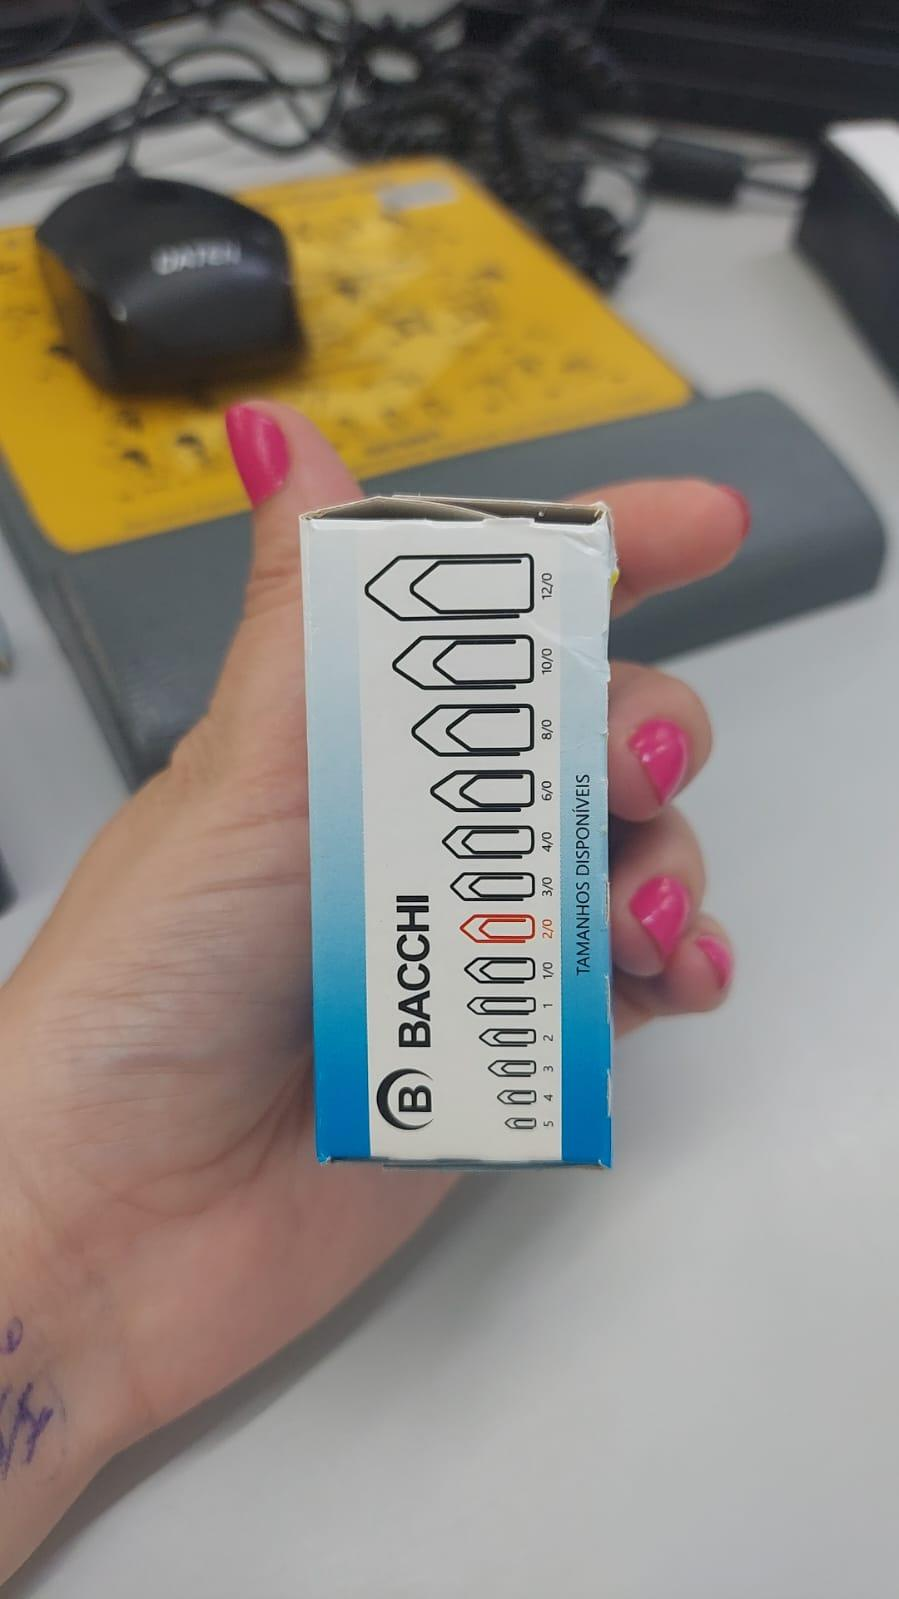 B BACCHI
5 4 3 2 1 1/0 2/0 3/0 4/0 6/0 8/0 10/0 12/0
TAMANHOS DISPONÍVEIS